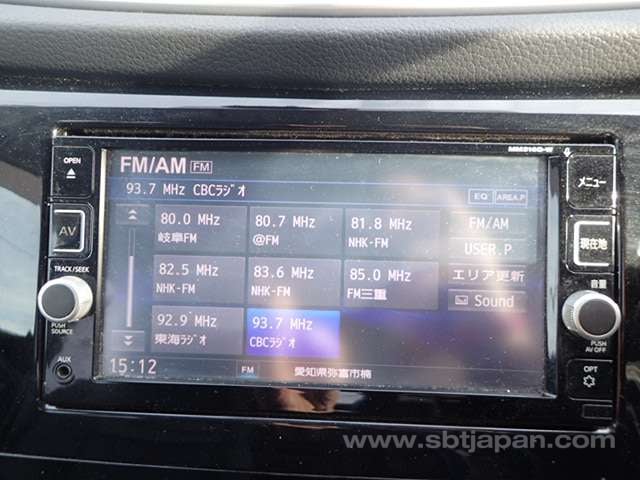 MM316D-W
OPEN
FM/AM FM
メニュー
93.7 MHz CBCラジオ
EQ AREA.P
AV
80.0 MHz 80.7 MHz 81.8 MHz FM/AM
岐阜FM @FM NHK-FM
USER.P
現在地
TRACK/SEEK
82.5 MHz 83.6 MHz 85.0 MHz エリア更新
NHK-FM NHK-FM FM三重
音量
Sound
92.9 MHz 93.7 MHz
東海ラジオ CBCラジオ
PUSH SOURCE
PUSH AV OFF
AUX
15:12 FM 愛知県弥富市楠
OPT
www.sbtjapan.com